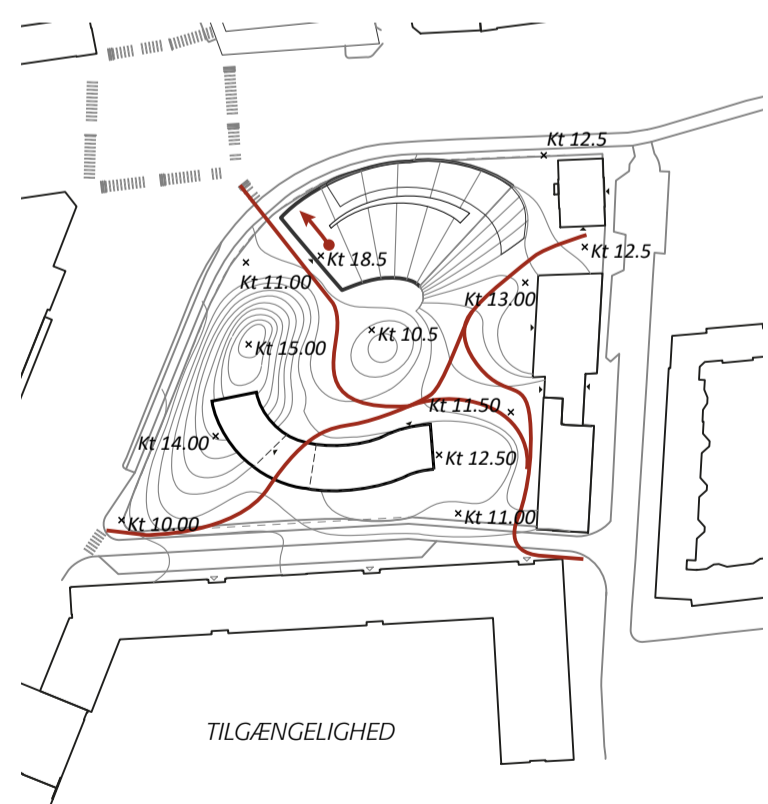 Kt 12.5
Kt 12.5
Kt 18.5
Kt 11.00
Kt 13.00
Kt 10.5
Kt 15.00
Kt 11.50
Kt 14.00
Kt 12.50
Kt 11.00
Kt 10.00
TILGÆNGELIGHED